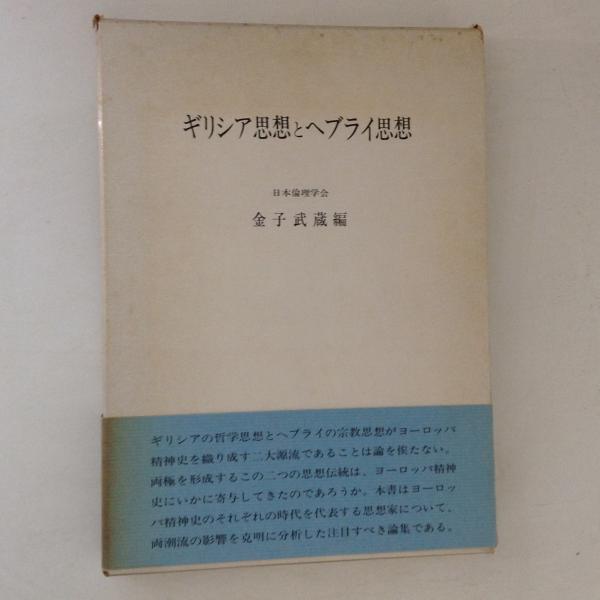 ギリシア思想とヘブライ思想
日本倫理学会
金子武蔵編
ギリシアの哲学思想とヘブライの宗教思想がヨーロッパ
精神史を織り成す二大源流であることは論を俟たない。
両極を形成するこの二つの思想伝統は、ヨーロッパ精神
史にいかに寄与してきたのであろうか。本書はヨーロッ
パ精神史のそれぞれの時代を代表する思想家について、
両潮流の影響を克明に分析した注目すべき論集である。